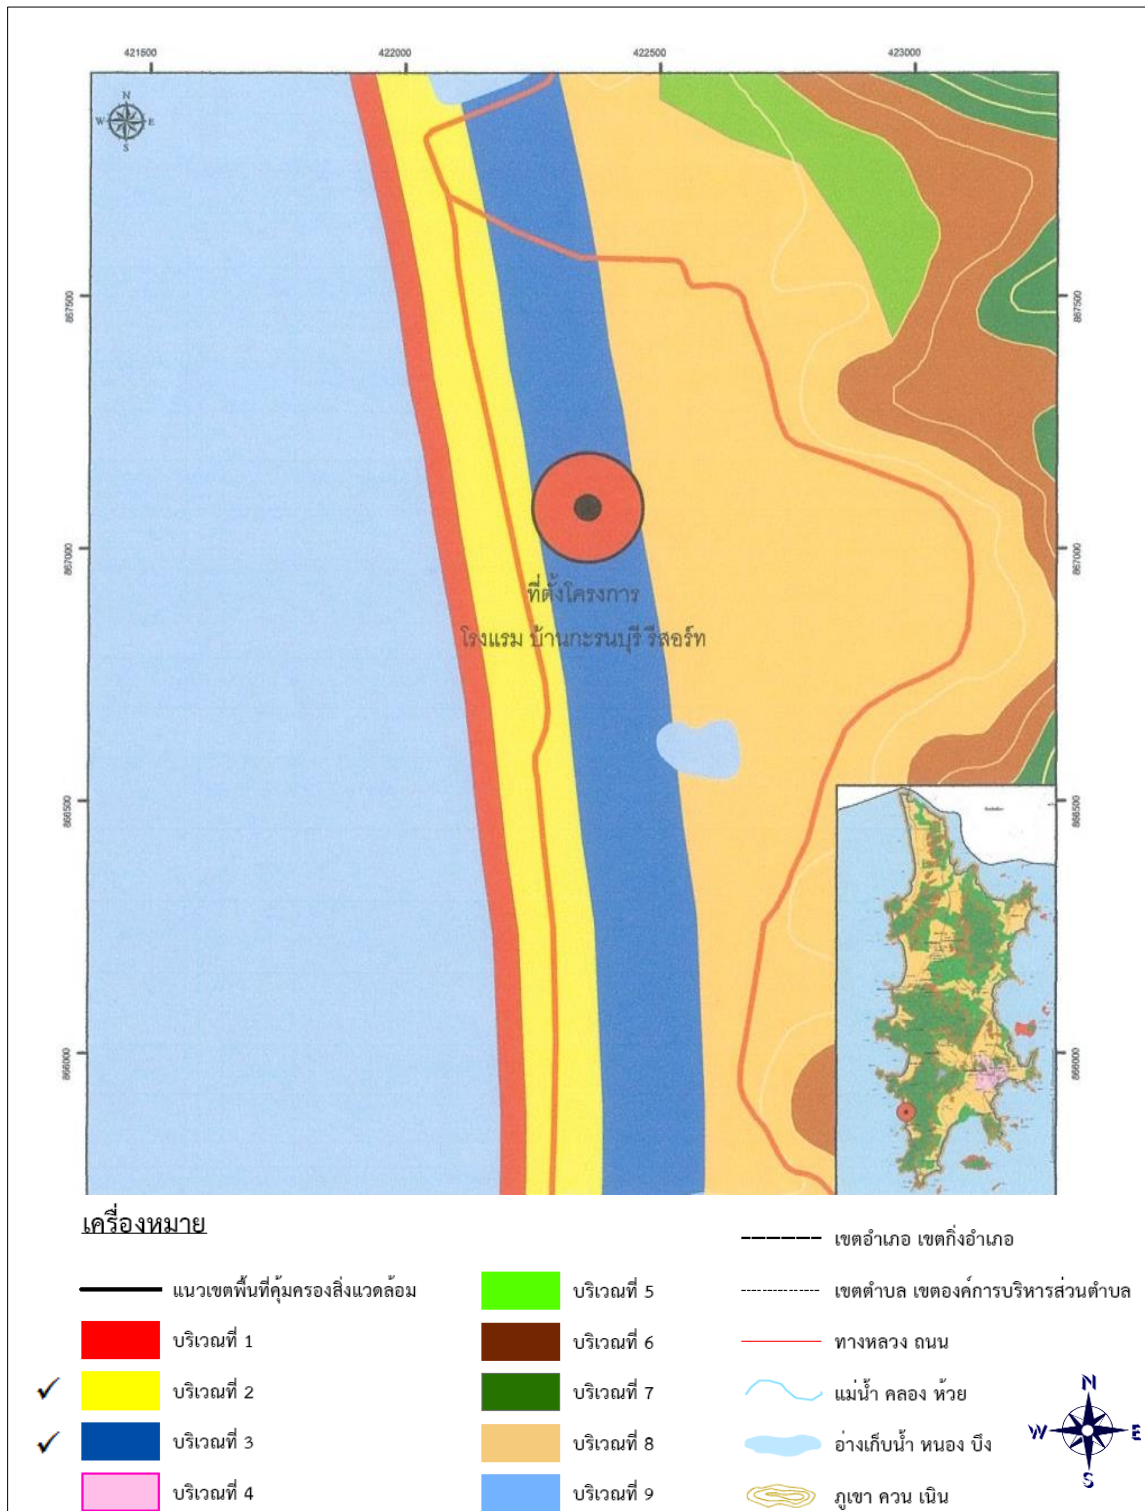 421500 422000 422500 423000
N
W E
S
867500 867500
867000 867000
ที่ตั้งโครงการ
โรงแรม บ้านกะรนบุรี รีสอร์ท
866500 866500
866000 866000
เครื่องหมาย
แนวเขตพื้นที่คุ้มครองสิ่งแวดล้อม
บริเวณที่ 1
บริเวณที่ 2
บริเวณที่ 3
บริเวณที่ 4
บริเวณที่ 5
บริเวณที่ 6
บริเวณที่ 7
บริเวณที่ 8
บริเวณที่ 9
เขตอำเภอ เขตกิ่งอำเภอ
เขตตำบล เขตองค์การบริหารส่วนตำบล
ทางหลวง ถนน
แม่น้ำ คลอง ห้วย
อ่างเก็บน้ำ หนอง บึง
ภูเขา ควน เนิน
N
W E
S